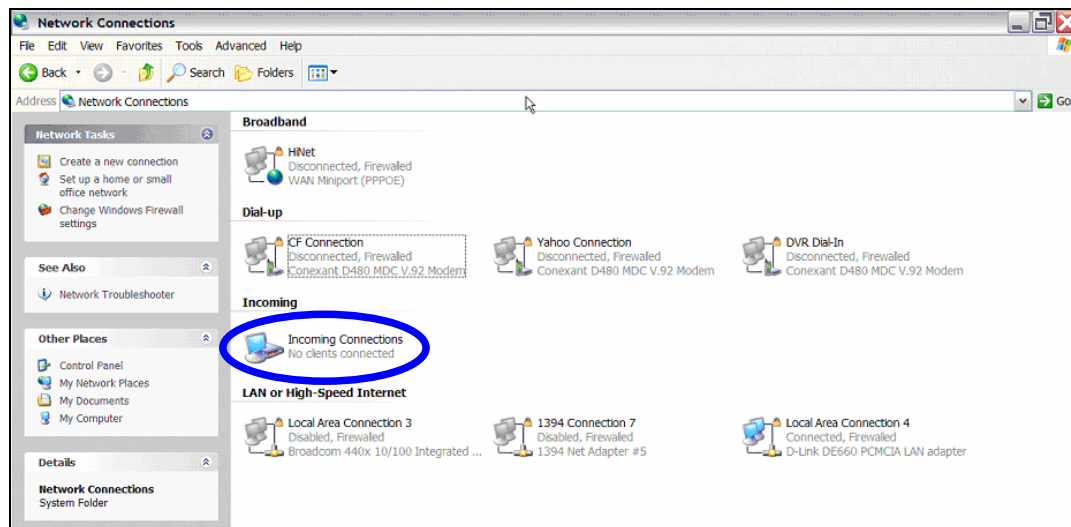 Network Connections
File Edit View Favorites Tools Advanced Help
Back Search Folders
Address Network Connections Go
Network Tasks
Create a new connection
Set up a home or small
office network
Change Windows Firewall
settings
See Also
Network Troubleshooter
Other Places
Control Panel
My Network Places
My Documents
My Computer
Details
Network Connections
System Folder
Broadband
HiNet
Disconnected, Firewalled
WAN Miniport (PPPOE)
Dial-up
CF Connection
Disconnected, Firewalled
Conexant D480 MDC V.92 Modem
Yahoo Connection
Disconnected, Firewalled
Conexant D480 MDC V.92 Modem
DVR Dial-In
Disconnected, Firewalled
Conexant D480 MDC V.92 Modem
Incoming
Incoming Connections
No clients connected
LAN or High-Speed Internet
Local Area Connection 3
Disabled, Firewalled
Broadcom 440x 10/100 Integrated ...
1394 Connection 7
Disabled, Firewalled
1394 Net Adapter #5
Local Area Connection 4
Connected, Firewalled
D-Link DE660 PCMCIA LAN adapter